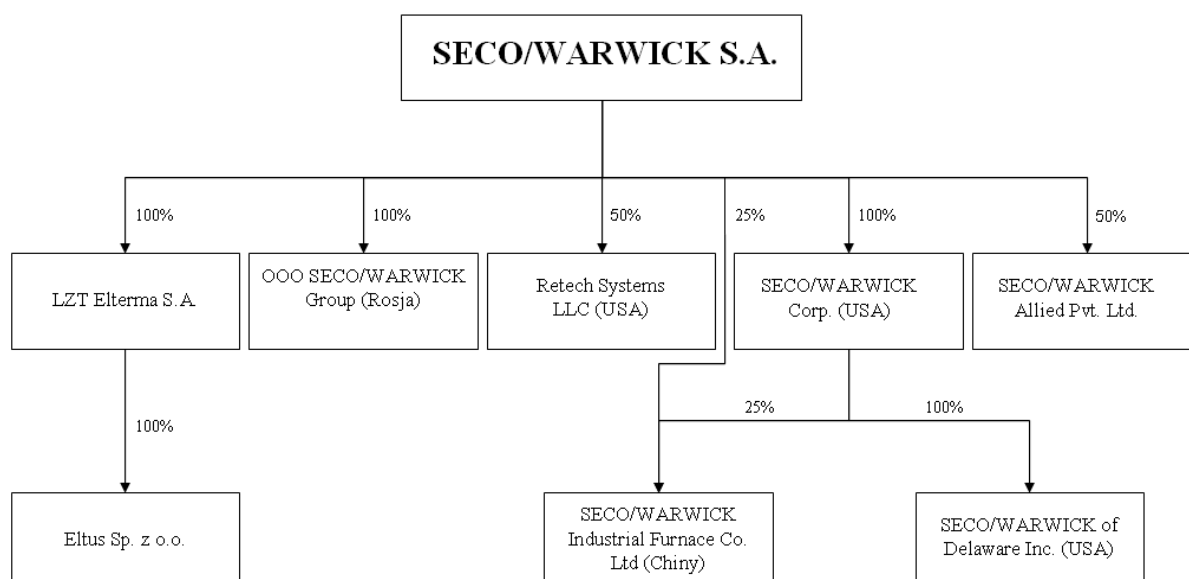 SECO/WARWICK S.A.
100%
100%
50%
25%
100%
50%
LZT Elterma S.A.
OOO SECO/WARWICK
Group (Rosja)
Retech Systems
LLC (USA)
SECO/WARWICK
Corp. (USA)
SECO/WARWICK
Allied Pvt. Ltd.
100%
25%
100%
Eltus Sp. z o.o.
SECO/WARWICK
Industrial Furnace Co.
Ltd (Chiny)
SECO/WARWICK of
Delaware Inc. (USA)